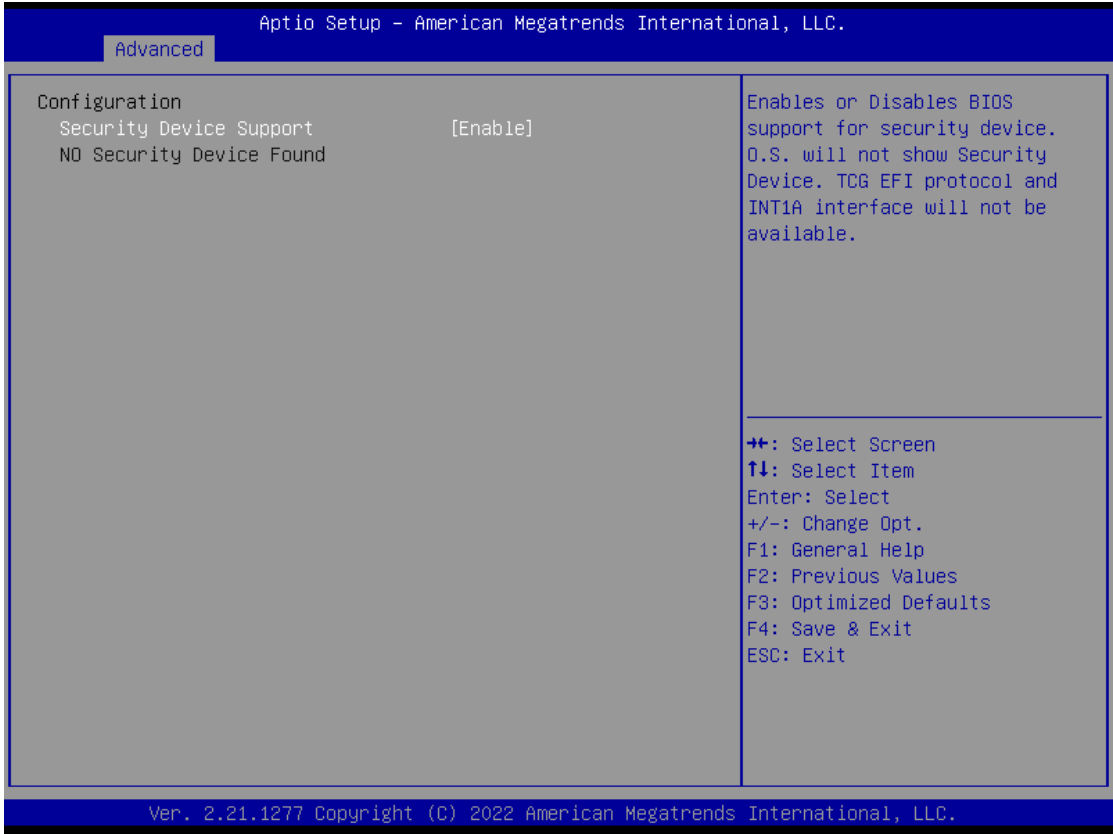 Aptio Setup – American Megatrends International, LLC.
Advanced
Configuration
Security Device Support [Enable]
NO Security Device Found
Enables or Disables BIOS
support for security device.
O.S. will not show Security
Device. TCG EFI protocol and
INT1A interface will not be
available.
→←: Select Screen
↑↓: Select Item
Enter: Select
+/-: Change Opt.
F1: General Help
F2: Previous Values
F3: Optimized Defaults
F4: Save & Exit
ESC: Exit
Ver. 2.21.1277 Copyright (C) 2022 American Megatrends International, LLC.